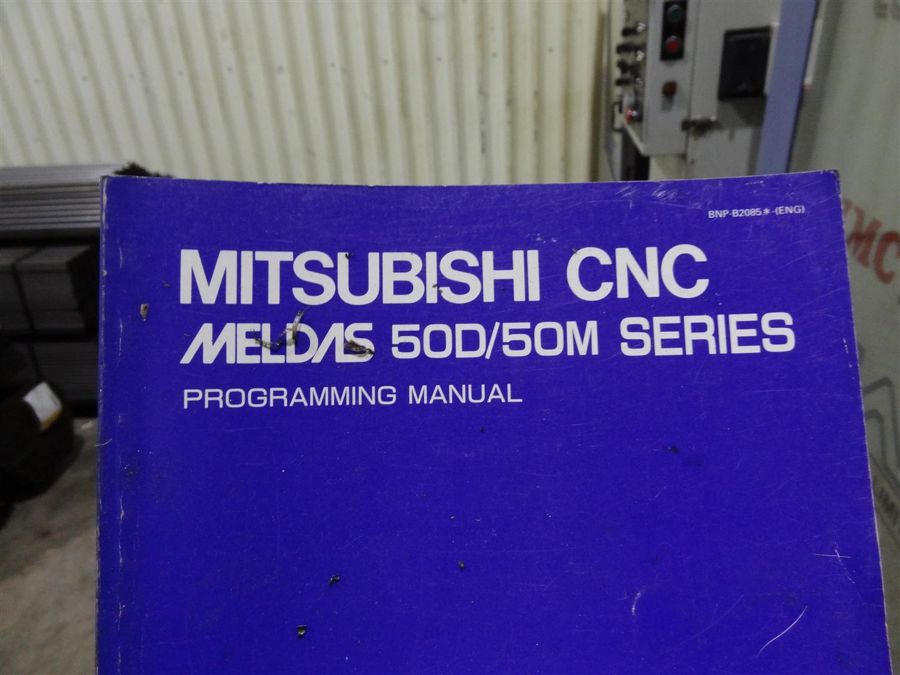 BNP-B2085*-(ENG)
MITSUBISHI CNC
MELDAS 50D/50M SERIES
PROGRAMMING MANUAL